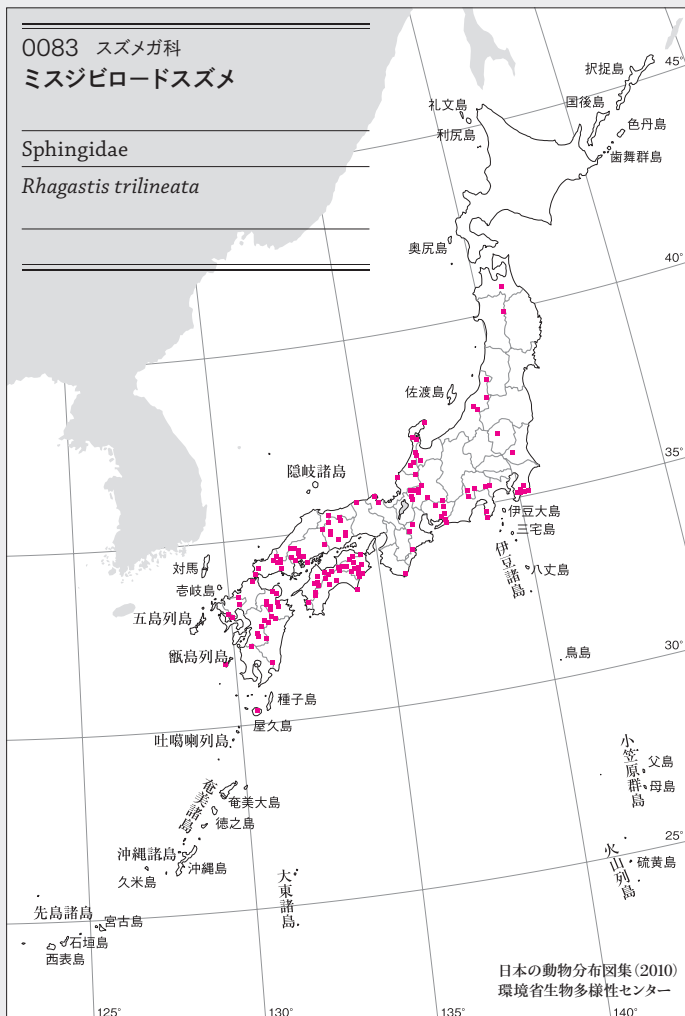 0083 スズメガ科
ミスジビロードスズメ
Sphingidae
Rhagastis trilineata
45°
択捉島
国後島
礼文島
色丹島
利尻島
歯舞群島
奥尻島
40°
佐渡島
35°
隠岐諸島
伊豆大島
三宅島
伊豆諸島
八丈島
対馬
壱岐島
五島列島
甑島列島
鳥島
30°
種子島
屋久島
吐噶喇列島
小笠原群島
父島
母島
奄美諸島
奄美大島
徳之島
25°
沖縄諸島
沖縄島
久米島
火山列島
硫黄島
大東諸島
先島諸島
宮古島
石垣島
西表島
日本の動物分布図集(2010)
環境省生物多様性センター
125°
130°
135°
140°